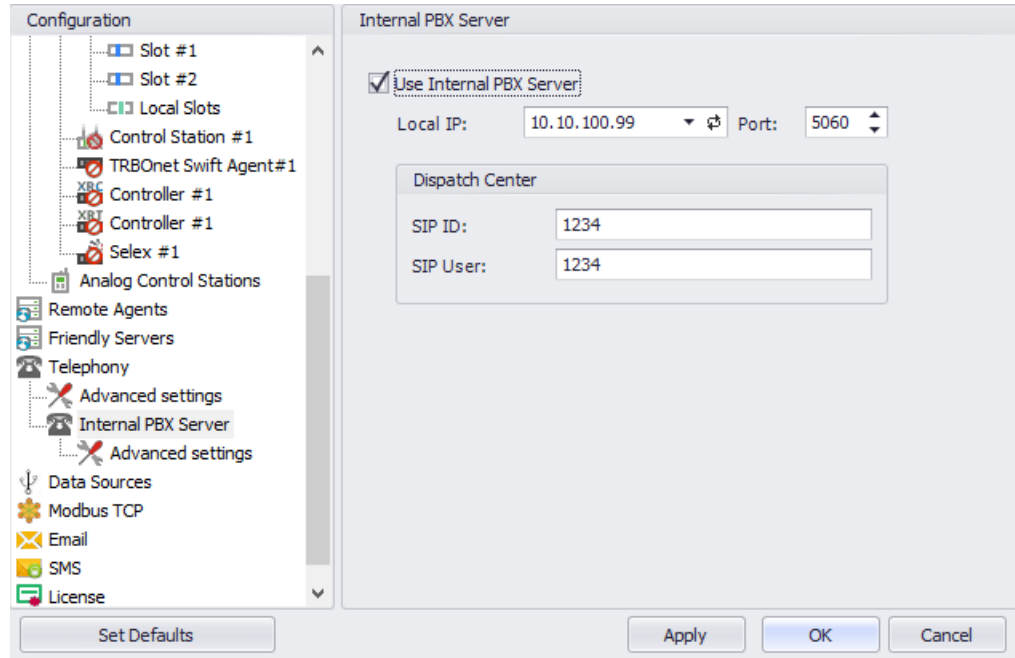 Configuration
Slot #1
Slot #2
Local Slots
Control Station #1
TRBOnet Swift Agent#1
XRC Controller #1
XRT Controller #1
Selex #1
Analog Control Stations
Remote Agents
Friendly Servers
Telephony
Advanced settings
Internal PBX Server
Advanced settings
Data Sources
Modbus TCP
Email
SMS
License
Set Defaults
Internal PBX Server
Use Internal PBX Server
Local IP: 10.10.100.99 Port: 5060
Dispatch Center
SIP ID: 1234
SIP User: 1234
Apply OK Cancel